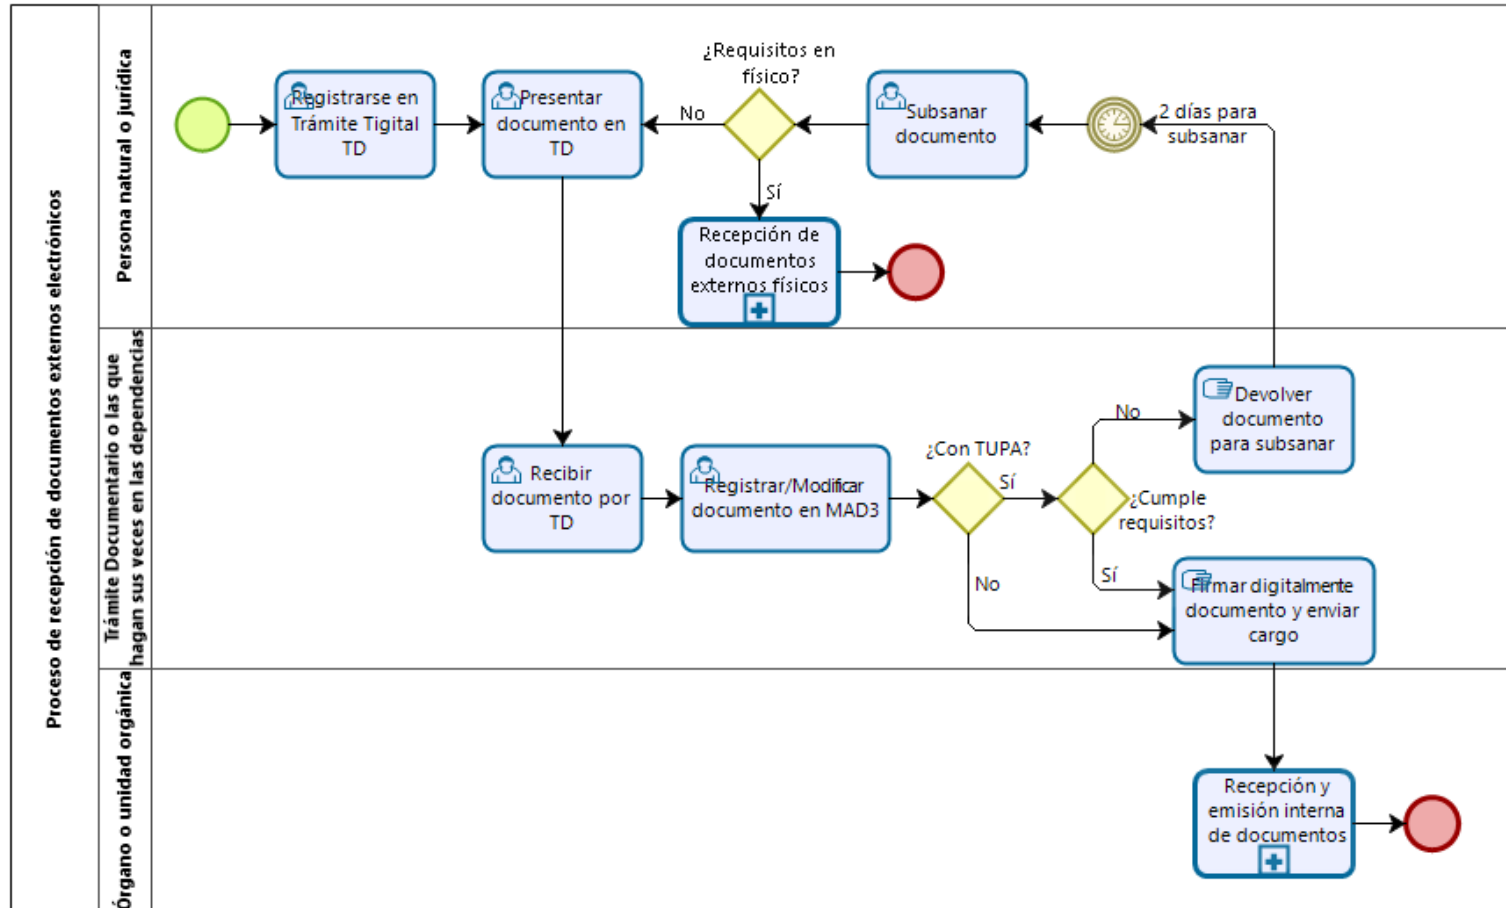 Proceso de recepción de documentos externos electrónicos
Persona natural o jurídica
Registrarse en
Trámite Tigital
TD
Presentar
documento en
TD
No
¿Requisitos en
físico?
Sí
Subsanar
documento
2 días para
subsanar
Recepción de
documentos
externos físicos
Trámite Documentario o las que
hagan sus veces en las dependencias
Recibir
documento por
TD
Registrar/Modificar
documento en MAD3
¿Con TUPA?
Sí
No
¿Cumple
requisitos?
No
Sí
Devolver
documento
para subsanar
Firmar digitalmente
documento y enviar
cargo
Órgano o unidad orgánica
Recepción y
emisión interna
de documentos